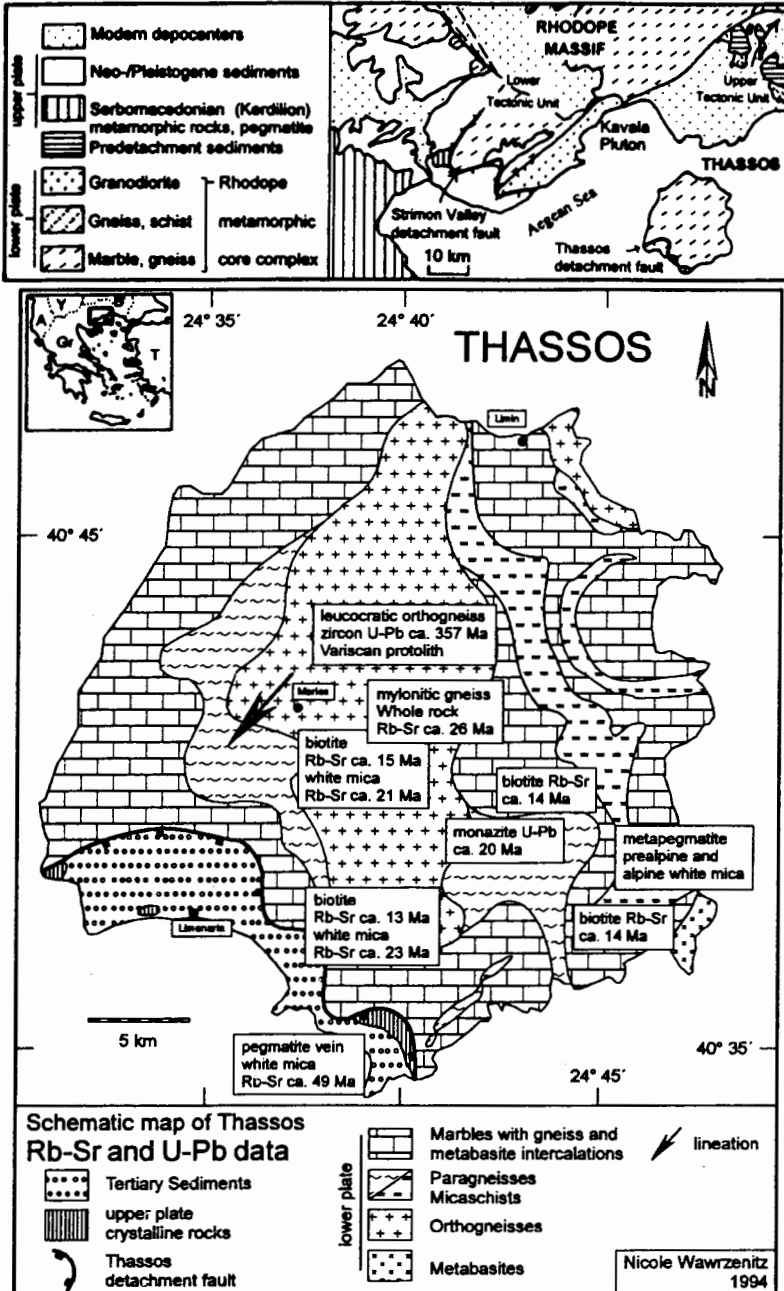 Modern depocenters
upper plate
Neo-/Pleistogene sediments
Serbomecedonian (Kerdilion)
metamorphic rocks, pegmatite
Predetachment sediments
lower plate
Granodiorite
Gneiss, schist
Marble, gneiss
Rhodope
metamorphic
core complex
RHODOPE
MASSIF
Lower
Tectonic Unit
Upper
Tectonic Unit
Kavala
Pluton
THASSOS
Strimon Valley
detachment fault
Aegean Sea
10 km
Thassos
detachment fault
A
Y
B
Gr
T
24° 35´
24° 40´
THASSOS
N
Limin
40° 45´
leucocratic orthogneiss
zircon U-Pb ca. 357 Ma
Variscan protolith
Maries
mylonitic gneiss
Whole rock
Rb-Sr ca. 26 Ma
biotite
Rb-Sr ca. 15 Ma
white mica
Rb-Sr ca. 21 Ma
biotite Rb-Sr
ca. 14 Ma
monazite U-Pb
ca. 20 Ma
metapegmatite
prealpine and
alpine white mica
biotite
Rb-Sr ca. 13 Ma
white mica
Rb-Sr ca. 23 Ma
biotite Rb-Sr
ca. 14 Ma
Limenaria
5 km
pegmatite vein
white mica
Rb-Sr ca. 49 Ma
40° 35´
24° 45´
Schematic map of Thassos
Rb-Sr and U-Pb data
Tertiary Sediments
upper plate
crystalline rocks
Thassos
detachment fault
lower plate
Marbles with gneiss and
metabasite intercalations
Paragneisses
Micaschists
Orthogneisses
Metabasites
lineation
Nicole Wawrzenitz
1994